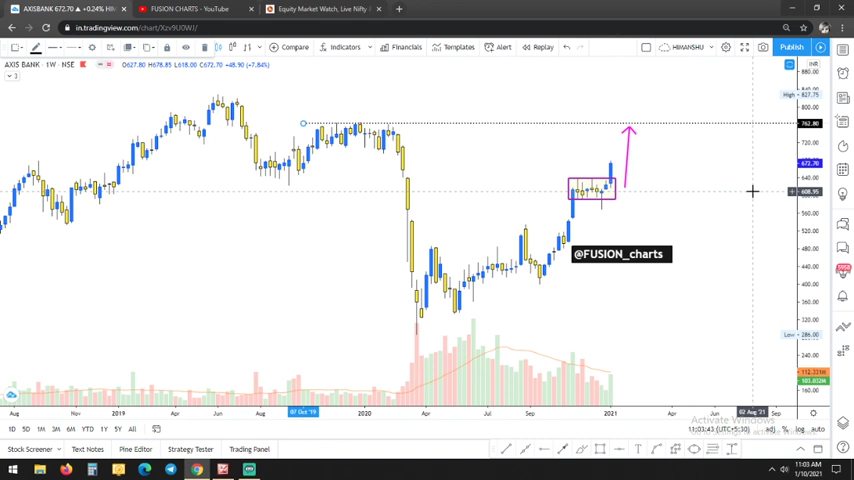 AXISBANK 672.70 ▲ +0.24% HIM
FUSION CHARTS - YouTube
Equity Market Watch, Live Nifty
in.tradingview.com/chart/Xzv9U0WJ/
Compare
Indicators
Financials
Templates
Alert
Replay
HIMANSHU
Publish
AXIS BANK · 1W · NSE
O627.80 H678.85 L618.00 C672.70 +48.90 (+7.84%)
3
INR
880.00
High 827.75
800.00
762.80
720.00
672.70
640.00
608.95
560.00
520.00
480.00
440.00
400.00
360.00
320.00
Low 286.00
240.00
200.00
160.00
@FUSION_charts
5958
Aug
Nov
2019
Apr
Jun
Aug
07 Oct '19
2020
Apr
Jul
Sep
2021
Apr
Jun
02 Aug '21
Sep
1D 5D 1M 3M 6M YTD 1Y 5Y All
11:03:43 (UTC+5:30)
% log auto
Activate Windows
Stock Screener
Text Notes
Pine Editor
Strategy Tester
Trading Panel
11:03 AM
1/10/2021